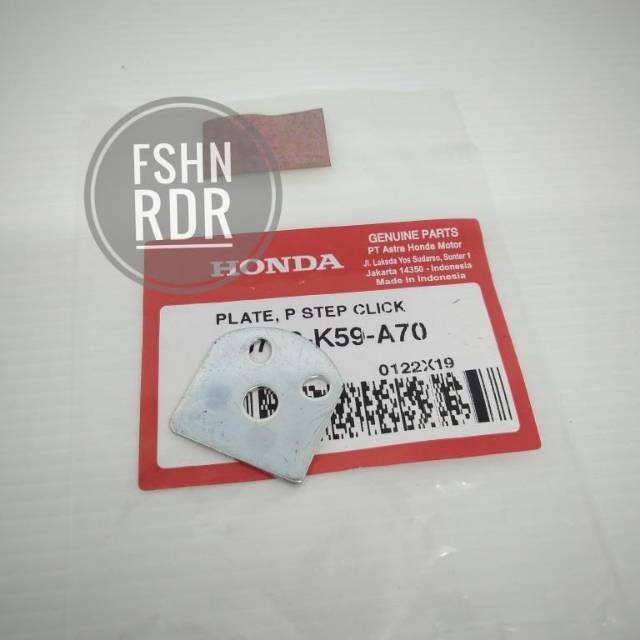 FSHN
RDR
HONDA
GENUINE PARTS
PT Astra Honda Motor
Jl. Laksda Yos Sudarso, Sunter 1
Jakarta 14350 - Indonesia
Made in Indonesia
PLATE, P STEP CLICK
-K59-A70
0122X19